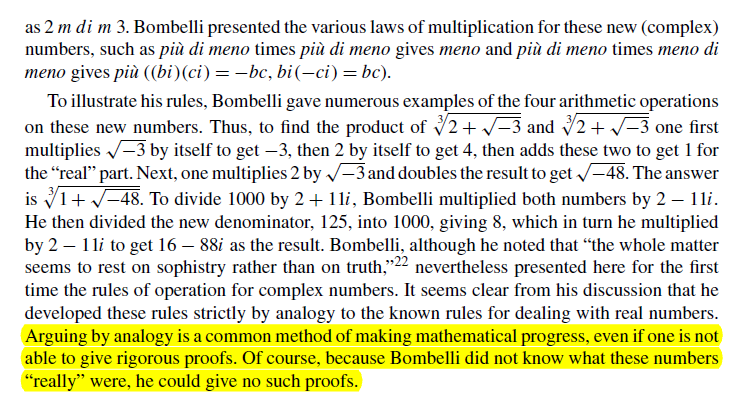 as 2 m di m 3. Bombelli presented the various laws of multiplication for these new (complex)
numbers, such as più di meno times più di meno gives meno and più di meno times meno di
meno gives più ((bi)(ci) = −bc, bi(−ci) = bc).
To illustrate his rules, Bombelli gave numerous examples of the four arithmetic operations
on these new numbers. Thus, to find the product of ∛(2 + √−3) and ∛(2 + √−3) one first
multiplies √−3 by itself to get −3, then 2 by itself to get 4, then adds these two to get 1 for
the “real” part. Next, one multiplies 2 by √−3 and doubles the result to get √−48. The answer
is ∛(1 + √−48). To divide 1000 by 2 + 11i, Bombelli multiplied both numbers by 2 − 11i.
He then divided the new denominator, 125, into 1000, giving 8, which in turn he multiplied
by 2 − 11i to get 16 − 88i as the result. Bombelli, although he noted that “the whole matter
seems to rest on sophistry rather than on truth,”²² nevertheless presented here for the first
time the rules of operation for complex numbers. It seems clear from his discussion that he
developed these rules strictly by analogy to the known rules for dealing with real numbers.
Arguing by analogy is a common method of making mathematical progress, even if one is not
able to give rigorous proofs. Of course, because Bombelli did not know what these numbers
“really” were, he could give no such proofs.